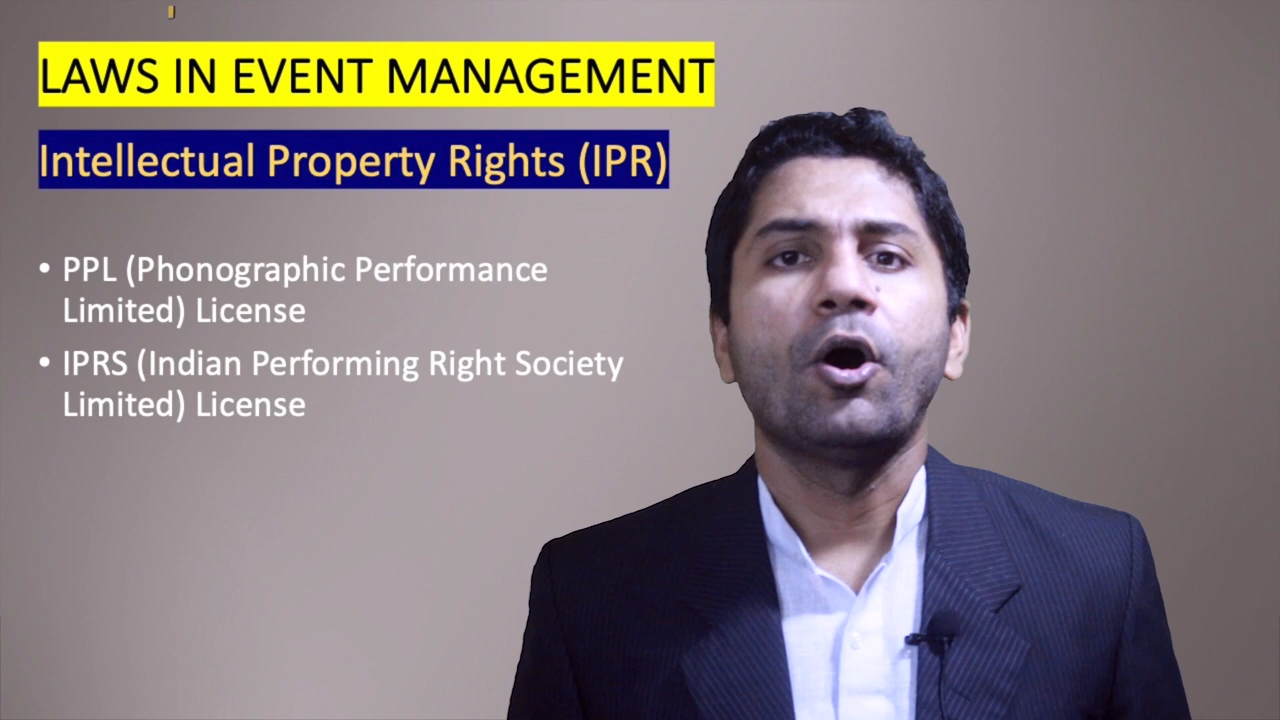 LAWS IN EVENT MANAGEMENT
Intellectual Property Rights (IPR)
• PPL (Phonographic Performance
Limited) License
• IPRS (Indian Performing Right Society
Limited) License